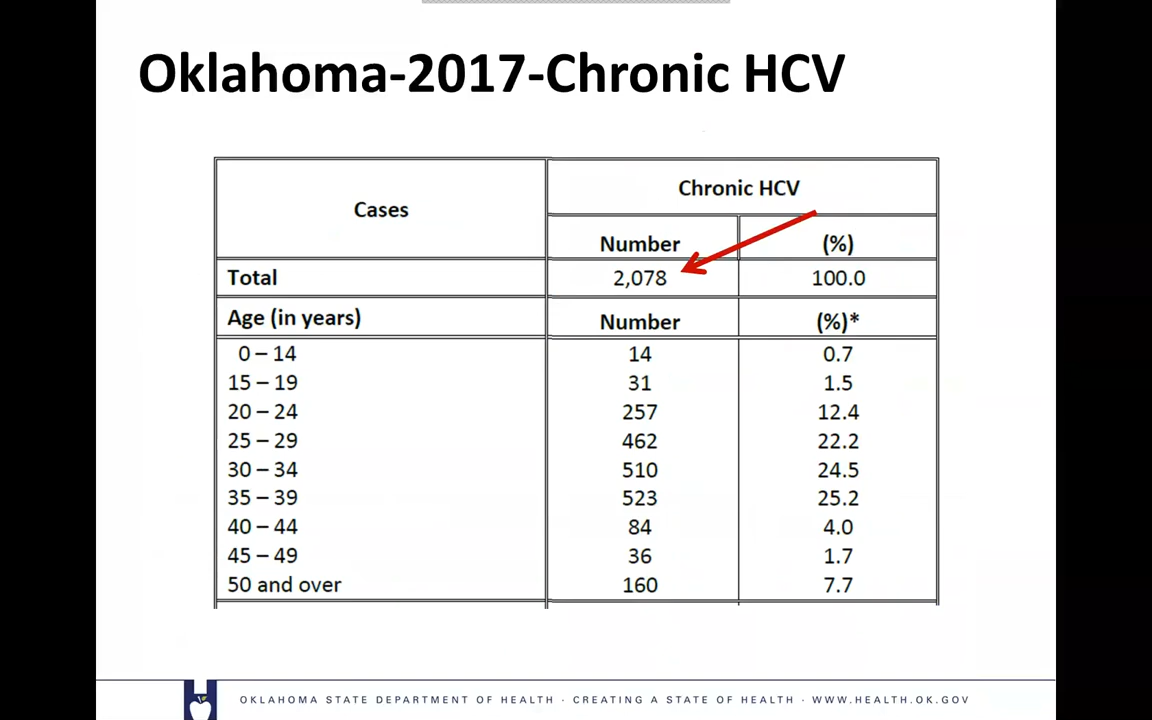 Oklahoma-2017-Chronic HCV
Cases
Chronic HCV
Number (%)
Total 2,078 100.0
Age (in years) Number (%)*
0 – 14 14 0.7
15 – 19 31 1.5
20 – 24 257 12.4
25 – 29 462 22.2
30 – 34 510 24.5
35 – 39 523 25.2
40 – 44 84 4.0
45 – 49 36 1.7
50 and over 160 7.7
OKLAHOMA STATE DEPARTMENT OF HEALTH · CREATING A STATE OF HEALTH · WWW.HEALTH.OK.GOV